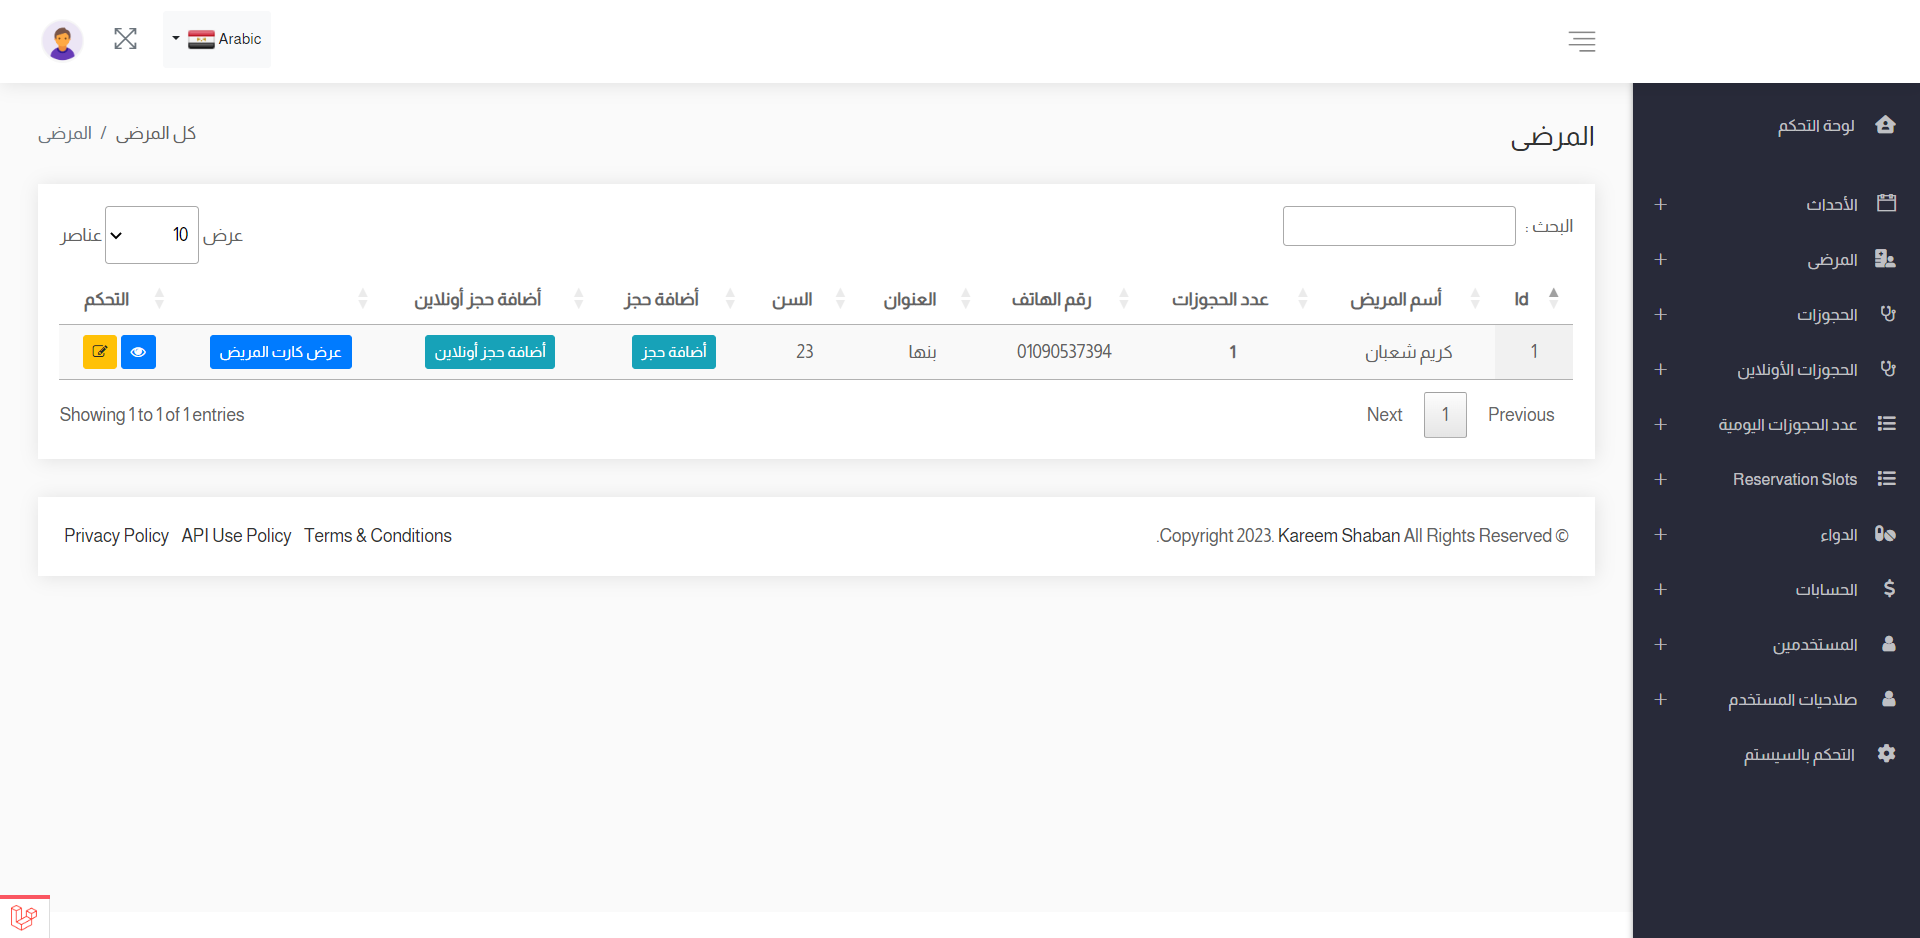 Arabic
لوحة التحكم
الأحداث
المرضى
الحجوزات
الحجوزات الأونلاين
عدد الحجوزات اليومية
Reservation Slots
الدواء
الحسابات
المستخدمين
صلاحيات المستخدم
التحكم بالسيستم
المرضى
كل المرضى / المرضى
البحث :
عرض 10 عناصر
Id أسم المريض عدد الحجوزات رقم الهاتف العنوان السن أضافة حجز أضافة حجز أونلاين التحكم
1 كريم شعبان 1 01090537394 بنها 23 أضافة حجز أضافة حجز أونلاين عرض كارت المريض
Previous 1 Next
Showing 1 to 1 of 1 entries
.Copyright 2023. Kareem Shaban All Rights Reserved ©
Privacy Policy API Use Policy Terms & Conditions